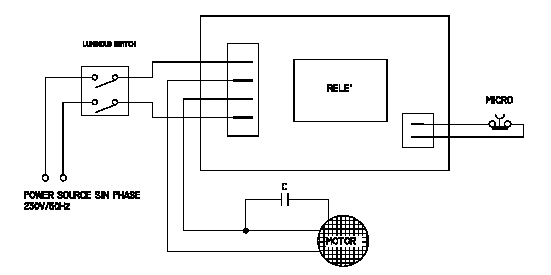 LUMINOUS SWITCH
RELE'
MICRO
POWER SOURCE SIN PHASE
230V/50Hz
C
MOTOR